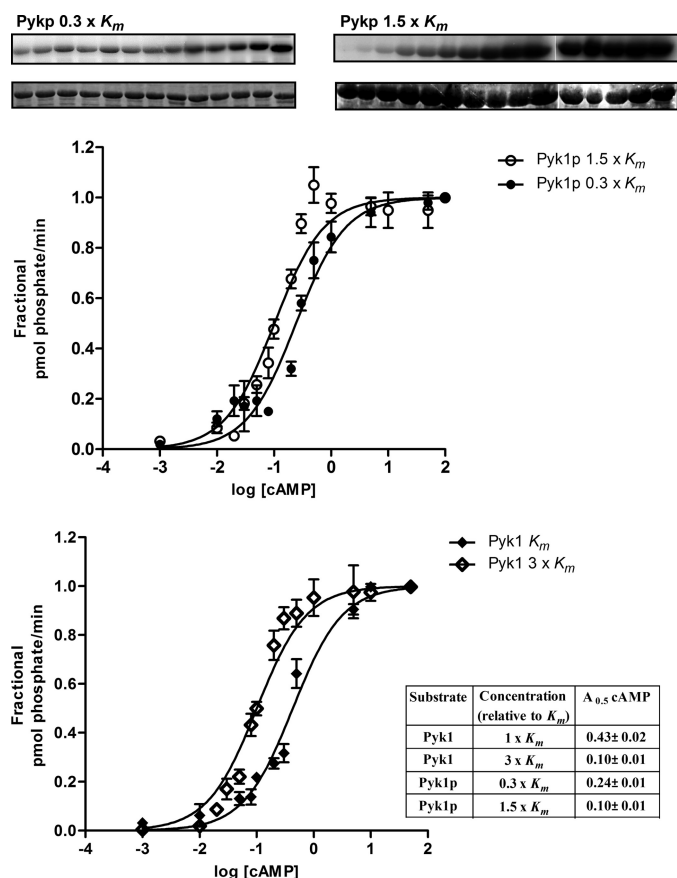 Pykp 0.3 x Km
Pykp 1.5 x Km
1.2
1.0
0.8
0.6
0.4
0.2
0.0
Fractional
pmol phosphate/min
Pyk1p 1.5 x Km
Pyk1p 0.3 x Km
-4 -3 -2 -1 0 1 2
log [cAMP]
1.2
1.0
0.8
0.6
0.4
0.2
0.0
Fractional
pmol phosphate/min
Pyk1 Km
Pyk1 3 x Km
-4 -3 -2 -1 0 1 2
log [cAMP]
Substrate Concentration (relative to Km) A 0.5 cAMP
Pyk1 1 x Km 0.43± 0.02
Pyk1 3 x Km 0.10± 0.01
Pyk1p 0.3 x Km 0.24± 0.01
Pyk1p 1.5 x Km 0.10± 0.01